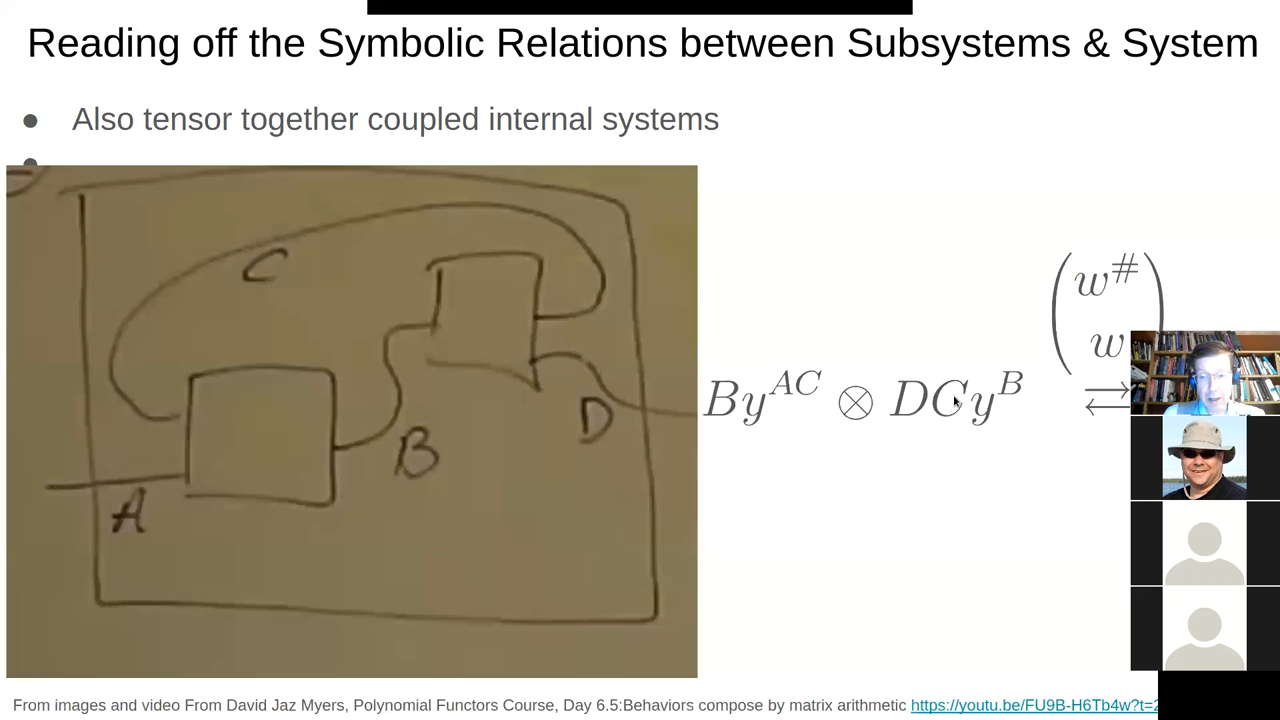 Reading off the Symbolic Relations between Subsystems & System
● Also tensor together coupled internal systems
●
C
B
D
A
By^{AC} ⊗ DCy^{B}
w^{#}
w
⇄
From images and video From David Jaz Myers, Polynomial Functors Course, Day 6.5:Behaviors compose by matrix arithmetic https://youtu.be/FU9B-H6Tb4w?t=2